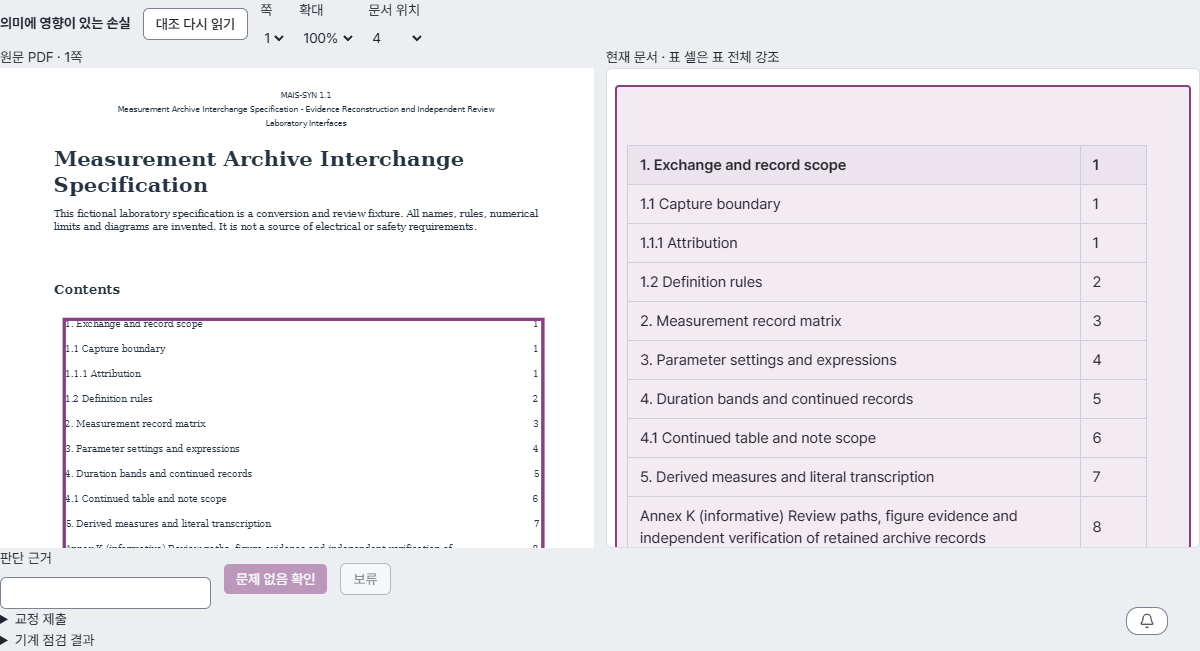 의미에 영향이 있는 손실
대조 다시 읽기
쪽
1
확대
100%
문서 위치
4
원문 PDF · 1쪽
MAIS-SYN 1.1
Measurement Archive Interchange Specification - Evidence Reconstruction and Independent Review
Laboratory Interfaces
Measurement Archive Interchange
Specification
This fictional laboratory specification is a conversion and review fixture. All names, rules, numerical
limits and diagrams are invented. It is not a source of electrical or safety requirements.
Contents
1. Exchange and record scope 1
1.1 Capture boundary 1
1.1.1 Attribution 1
1.2 Definition rules 2
2. Measurement record matrix 3
3. Parameter settings and expressions 4
4. Duration bands and continued records 5
4.1 Continued table and note scope 6
5. Derived measures and literal transcription 7
Annex K (informative) Review paths, figure evidence and independent verification of 8
현재 문서 · 표 셀은 표 전체 강조
1. Exchange and record scope 1
1.1 Capture boundary 1
1.1.1 Attribution 1
1.2 Definition rules 2
2. Measurement record matrix 3
3. Parameter settings and expressions 4
4. Duration bands and continued records 5
4.1 Continued table and note scope 6
5. Derived measures and literal transcription 7
Annex K (informative) Review paths, figure evidence and
independent verification of retained archive records 8
판단 근거
문제 없음 확인
보류
교정 제출
기계 점검 결과